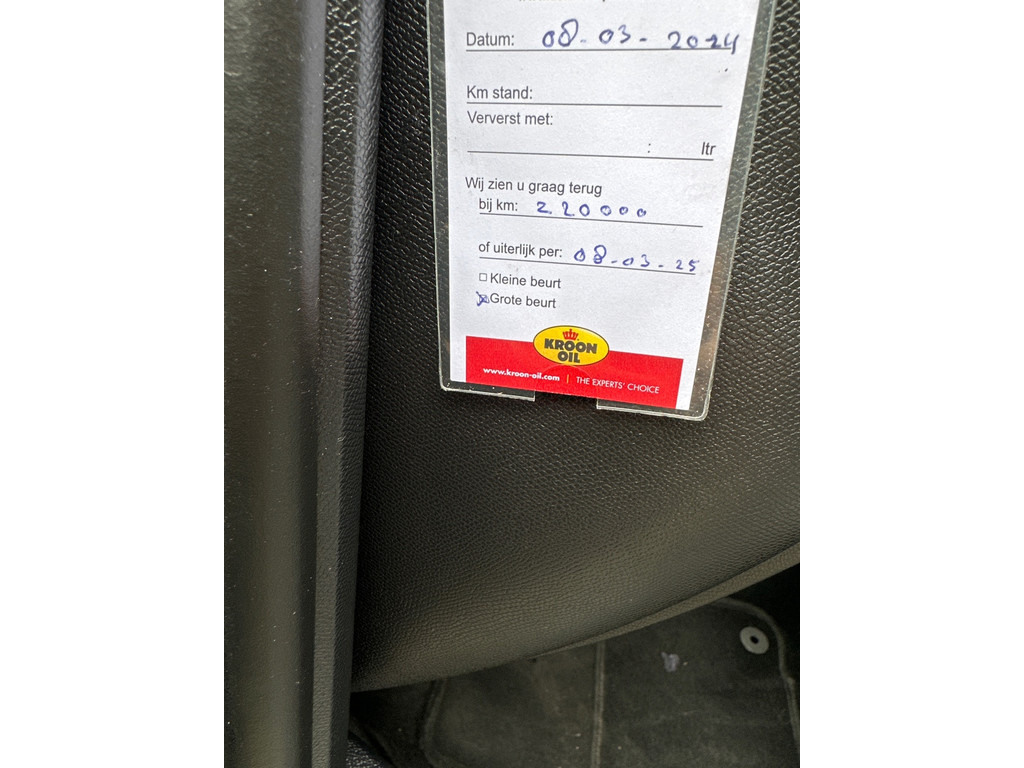 Datum: 08-03-2024
Km stand:
Ververst met:
: ltr
Wij zien u graag terug
bij km: 220000
of uiterlijk per: 08-03-25
Kleine beurt
Grote beurt
KROON
OIL
www.kroon-oil.com | THE EXPERTS' CHOICE